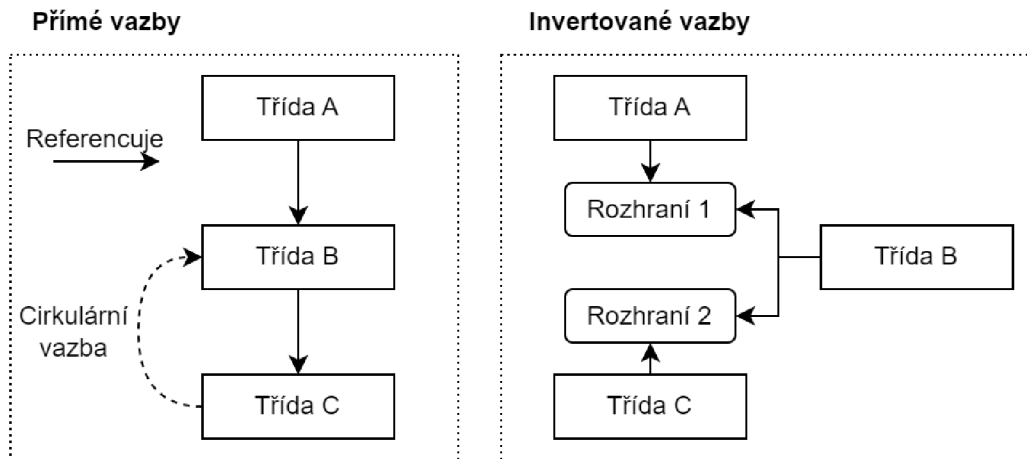 Přímé vazby
Referencuje
Třída A
Třída B
Cirkulární
vazba
Třída C
Invertované vazby
Třída A
Rozhraní 1
Třída B
Rozhraní 2
Třída C